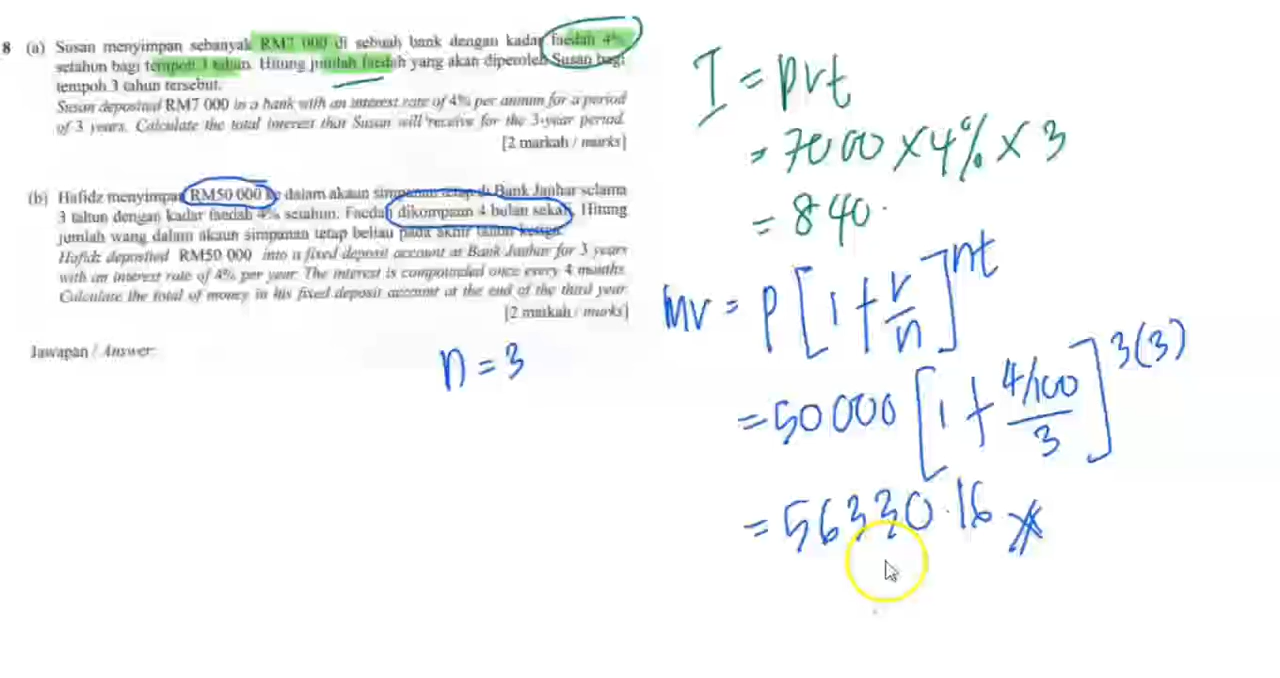 8 (a) Susan menyimpan sebanyak RM7 000 di sebuah bank dengan kadar faedah 4%
setahun bagi tempoh 3 tahun. Hitung jumlah faedah yang akan diperoleh Susan bagi
tempoh 3 tahun tersebut.
Susan deposited RM7 000 in a bank with an interest rate of 4% per annum for a period
of 3 years. Calculate the total interest that Susan will receive for the 3-year period.
[2 markah / marks]
(b) Hafidz menyimpan RM50 000 ke dalam akaun simpanan tetap di Bank Jauhar selama
3 tahun dengan kadar faedah 4% setahun. Faedah dikompaun 4 bulan sekali. Hitung
jumlah wang dalam akaun simpanan tetap beliau pada akhir tahun ketiga.
Hafidz deposited RM50 000 into a fixed deposit account at Bank Jauhar for 3 years
with an interest rate of 4% per year. The interest is compounded once every 4 months.
Calculate the total of money in his fixed deposit account at the end of the third year.
[2 markah / marks]
Jawapan / Answer:
n = 3
I = prt
= 7000 × 4% × 3
= 840.
MV = P[1 + r/n]^nt
= 50000 [1 + 4/100/3]^3(3)
= 56330.16